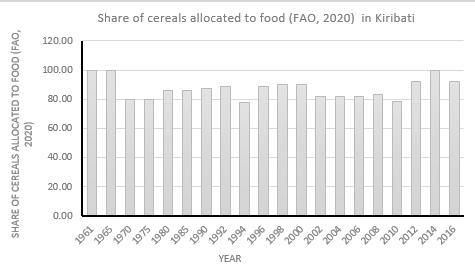 Share of cereals allocated to food (FAO, 2020) in Kiribati
SHARE OF CEREALS ALLOCATED TO FOOD (FAO,
2020)
120.00
100.00
80.00
60.00
40.00
20.00
0.00
1961 1965 1970 1975 1980 1985 1990 1992 1994 1996 1998 2000 2002 2004 2006 2008 2010 2012 2014 2016
YEAR